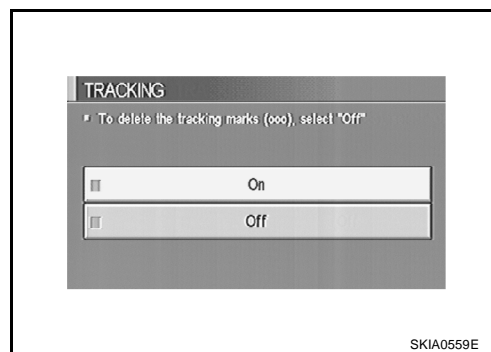 TRACKING
To delete the tracking marks (ooo), select "Off"
On
Off
SKIA0559E